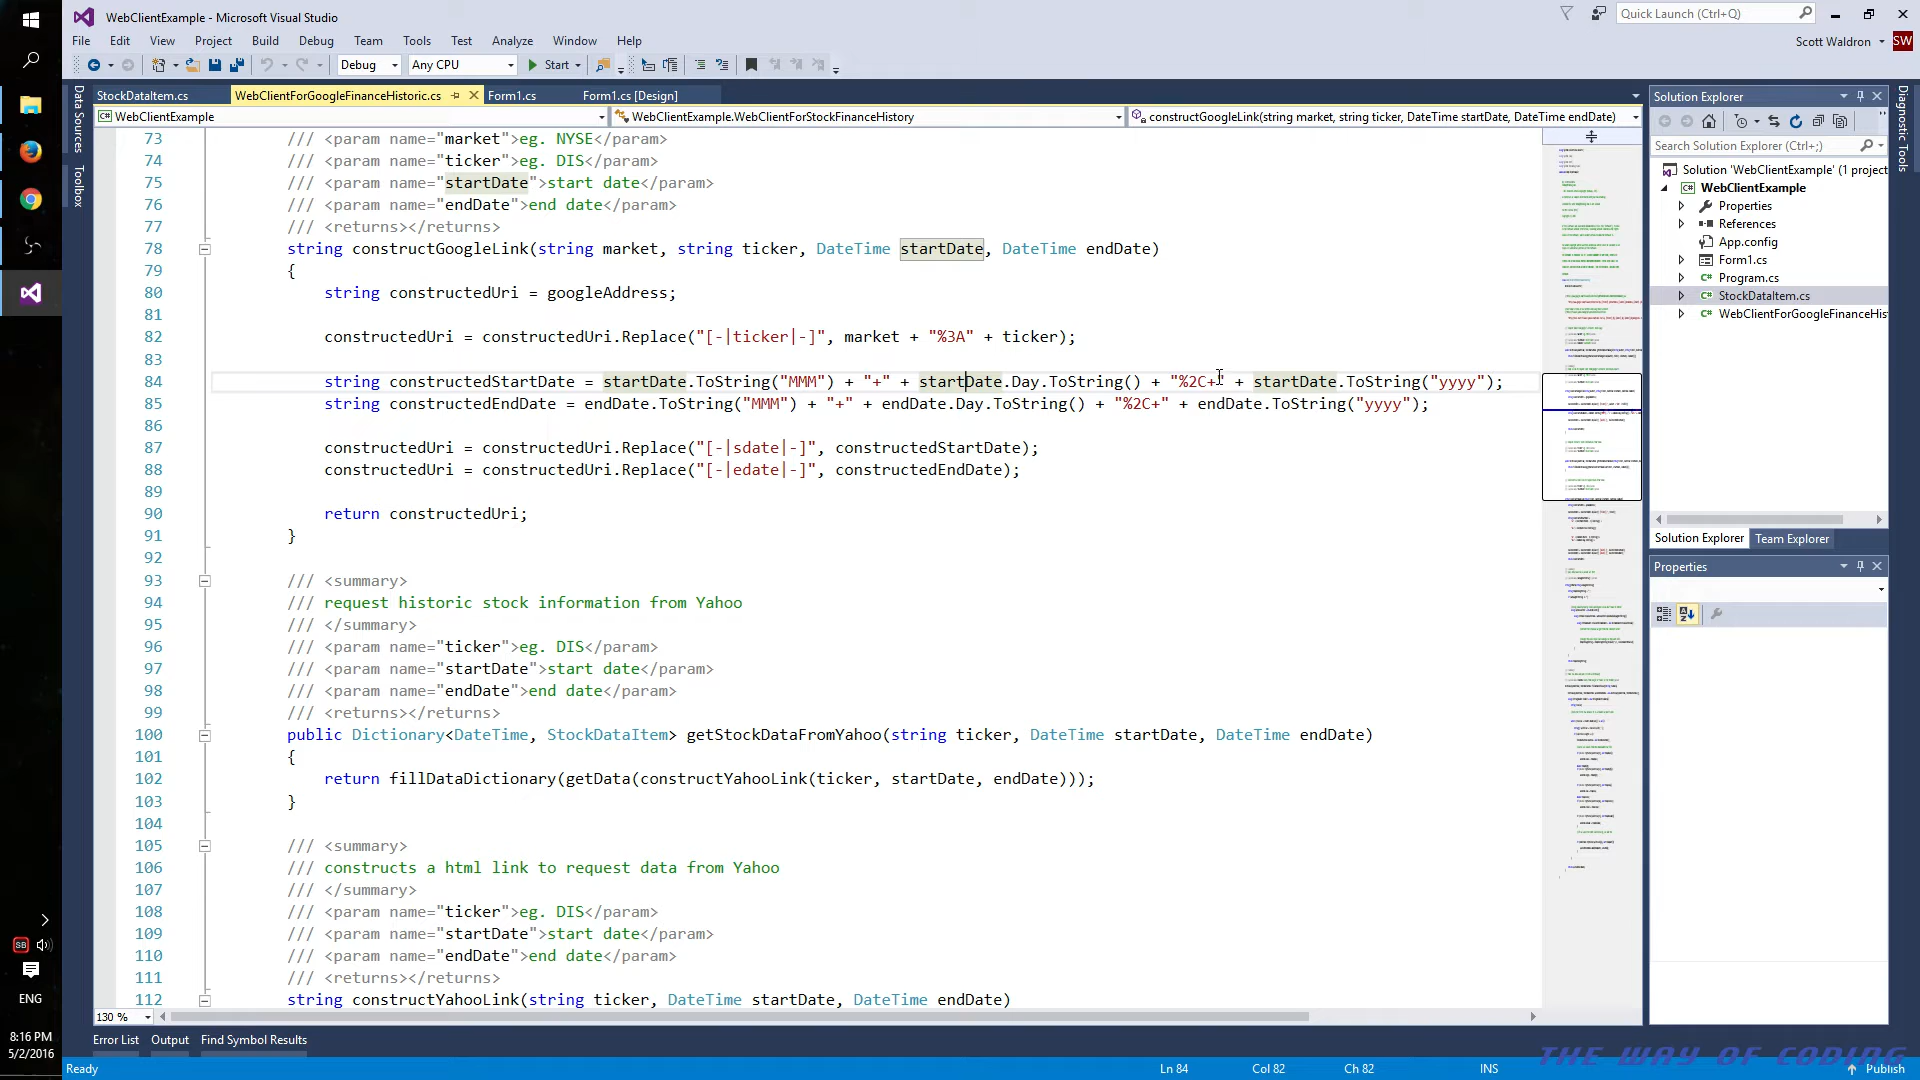 WebClientExample - Microsoft Visual Studio
Quick Launch (Ctrl+Q)
File Edit View Project Build Debug Team Tools Test Analyze Window Help
Scott Waldron SW
Debug Any CPU Start
Data Sources
Toolbox
StockDataItem.cs WebClientForGoogleFinanceHistoric.cs Form1.cs Form1.cs [Design]
WebClientExample WebClientExample.WebClientForStockFinanceHistory constructGoogleLink(string market, string ticker, DateTime startDate, DateTime endDate)
73 /// <param name="market">eg. NYSE</param>
74 /// <param name="ticker">eg. DIS</param>
75 /// <param name="startDate">start date</param>
76 /// <param name="endDate">end date</param>
77 /// <returns></returns>
78 string constructGoogleLink(string market, string ticker, DateTime startDate, DateTime endDate)
79 {
80 string constructedUri = googleAddress;
81
82 constructedUri = constructedUri.Replace("[-|ticker|-]", market + "%3A" + ticker);
83
84 string constructedStartDate = startDate.ToString("MMM") + "+" + startDate.Day.ToString() + "%2C+" + startDate.ToString("yyyy");
85 string constructedEndDate = endDate.ToString("MMM") + "+" + endDate.Day.ToString() + "%2C+" + endDate.ToString("yyyy");
86
87 constructedUri = constructedUri.Replace("[-|sdate|-]", constructedStartDate);
88 constructedUri = constructedUri.Replace("[-|edate|-]", constructedEndDate);
89
90 return constructedUri;
91 }
92
93 /// <summary>
94 /// request historic stock information from Yahoo
95 /// </summary>
96 /// <param name="ticker">eg. DIS</param>
97 /// <param name="startDate">start date</param>
98 /// <param name="endDate">end date</param>
99 /// <returns></returns>
100 public Dictionary<DateTime, StockDataItem> getStockDataFromYahoo(string ticker, DateTime startDate, DateTime endDate)
101 {
102 return fillDataDictionary(getData(constructYahooLink(ticker, startDate, endDate)));
103 }
104
105 /// <summary>
106 /// constructs a html link to request data from Yahoo
107 /// </summary>
108 /// <param name="ticker">eg. DIS</param>
109 /// <param name="startDate">start date</param>
110 /// <param name="endDate">end date</param>
111 /// <returns></returns>
112 string constructYahooLink(string ticker, DateTime startDate, DateTime endDate)
130 %
Error List Output Find Symbol Results
Ready Ln 84 Col 82 Ch 82 INS Publish
THE WAY OF CODING
Solution Explorer
Search Solution Explorer (Ctrl+;)
Solution 'WebClientExample' (1 project
WebClientExample
Properties
References
App.config
Form1.cs
Program.cs
StockDataItem.cs
WebClientForGoogleFinanceHis
Solution Explorer Team Explorer
Properties
Diagnostic Tools
SB
ENG
8:16 PM
5/2/2016